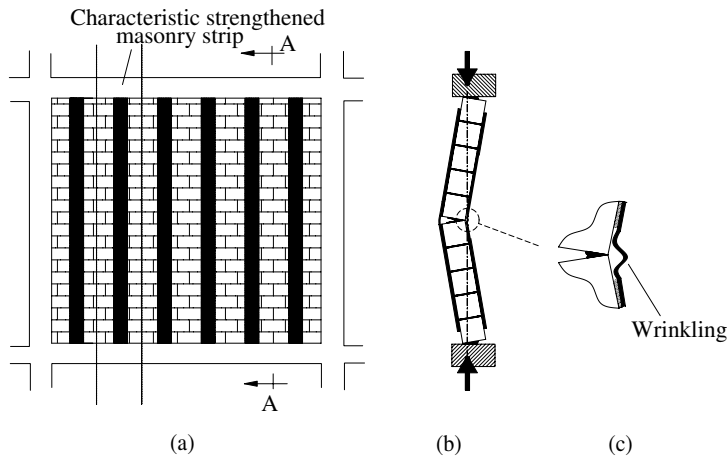 Characteristic strengthened
masonry strip
A
A
Wrinkling
(a)
(b)
(c)